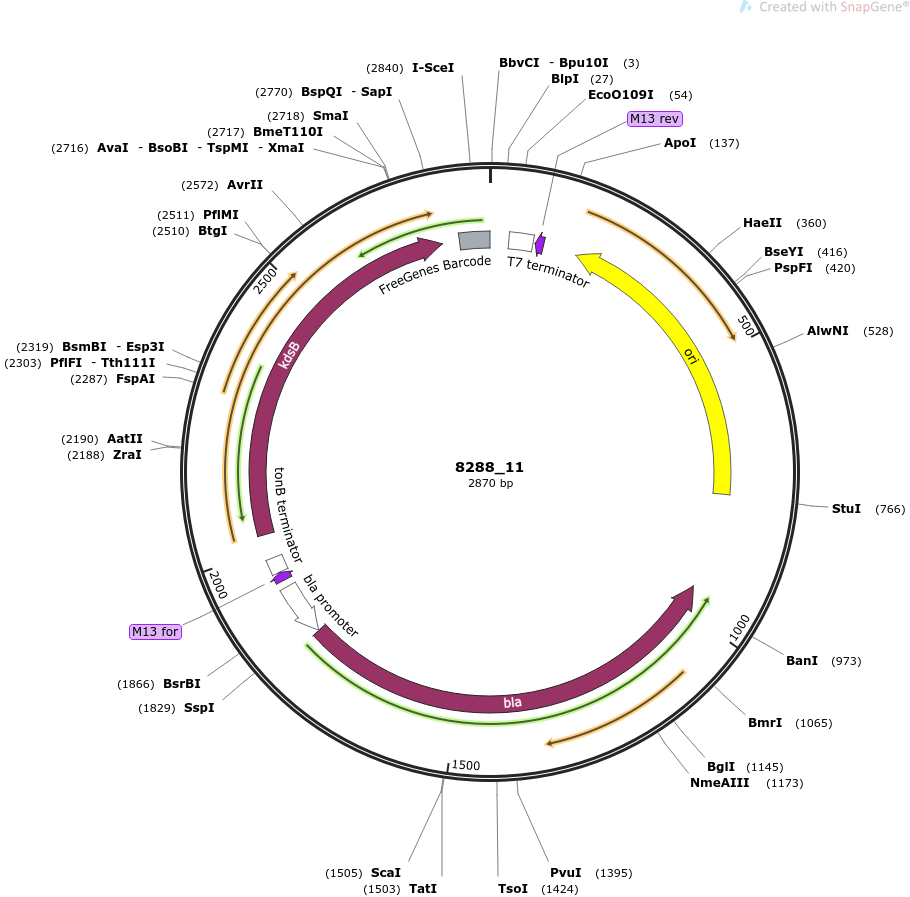 Created with SnapGene®
(2840) I-SceI
BbvCI - Bpu10I (3)
BlpI (27)
(2770) BspQI - SapI
EcoO109I (54)
(2718) SmaI
M13 rev
(2717) BmeT110I
ApoI (137)
(2716) AvaI - BsoBI - TspMI - XmaI
(2572) AvrII
(2511) PflMI
HaeII (360)
(2510) BtgI
BseYI (416)
PspFI (420)
FreeGenes Barcode
T7 terminator
2500
500
AlwNI (528)
(2319) BsmBI - Esp3I
(2303) PflFI - Tth111I
(2287) FspAI
kdsB
ori
(2190) AatII
(2188) ZraI
8288_11
2870 bp
tonB terminator
StuI (766)
2000
bla promoter
M13 for
1000
BanI (973)
(1866) BsrBI
(1829) SspI
bla
BmrI (1065)
1500
BglI (1145)
NmeAIII (1173)
(1505) ScaI
PvuI (1395)
(1503) TatI
TsoI (1424)